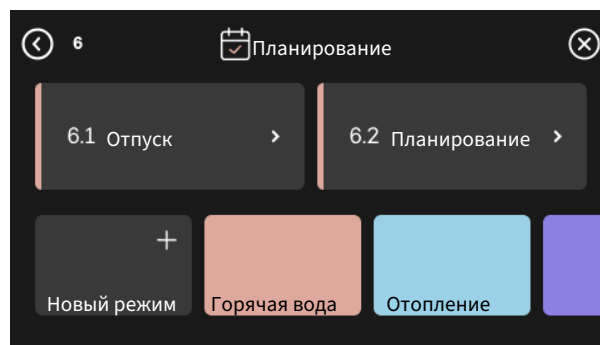 6 Планирование
6.1 Отпуск
6.2 Планирование
Новый режим
Горячая вода
Отопление